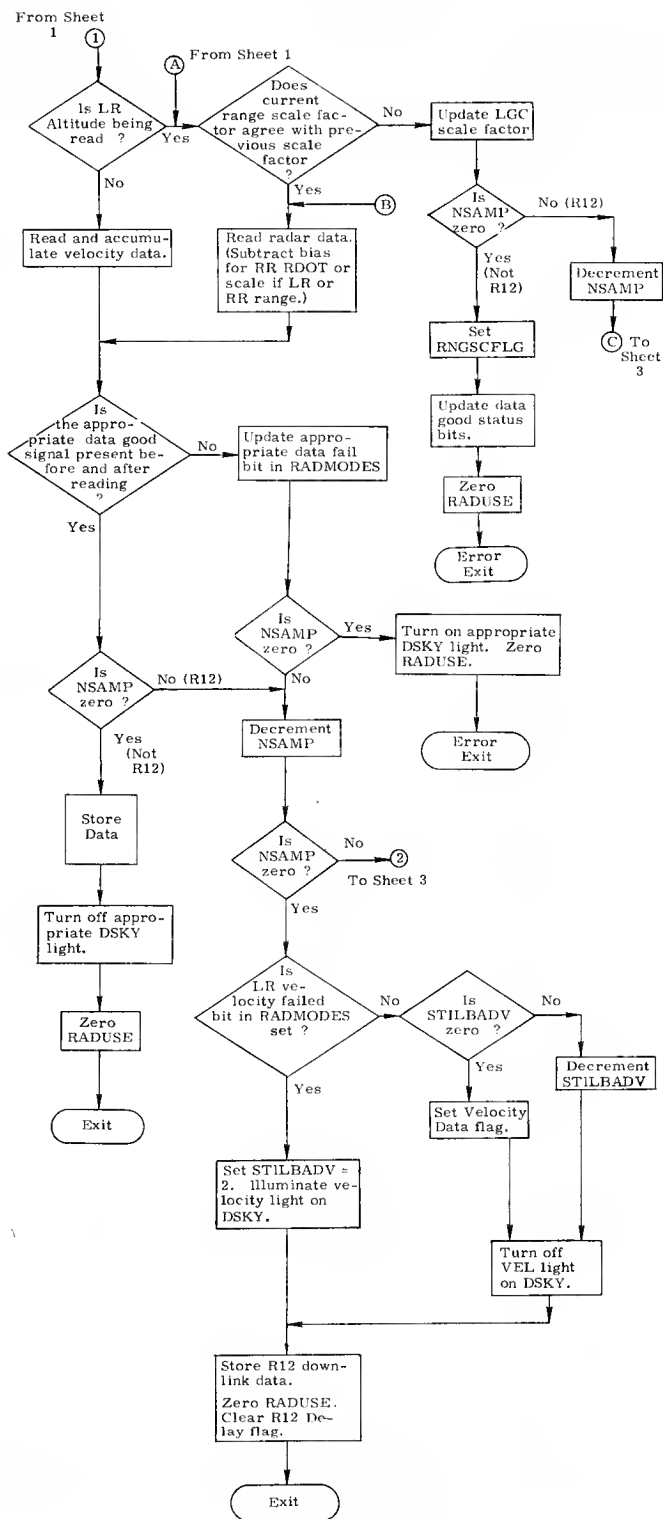 From Sheet
1
1
A
From Sheet 1
Is LR
Altitude being
read ?
Yes
No
Does
current
range scale fac-
tor agree with pre-
vious scale
factor
?
No
Yes
Update LGC
scale factor
B
Is
NSAMP
zero ?
No (R12)
Yes
(Not
R12)
Decrement
NSAMP
C
To
Sheet
3
Read and accumu-
late velocity data.
Read radar data.
(Subtract bias
for RR RDOT or
scale if LR or
RR range.)
Set
RNGSCFLG
Update data
good status
bits.
Zero
RADUSE
Error
Exit
Is
the appro-
priate data good
signal present be-
fore and after
reading
?
No
Yes
Update appro-
priate data fail
bit in RADMODES
Is
NSAMP
zero ?
Yes
No
Turn on appropriate
DSKY light. Zero
RADUSE.
Error
Exit
Is
NSAMP
zero ?
No (R12)
Yes
(Not
R12)
Decrement
NSAMP
Store
Data
Is
NSAMP
zero ?
No
2
To Sheet 3
Yes
Turn off appro-
priate DSKY
light.
Zero
RADUSE
Exit
Is
LR ve-
locity failed
bit in RADMODES
set ?
No
Yes
Is
STILBADV
zero ?
No
Yes
Decrement
STILBADV
Set Velocity
Data flag.
Set STILBADV =
2. Illuminate ve-
locity light on
DSKY.
Turn off
VEL light
on DSKY.
Store R12 down-
link data.
Zero RADUSE.
Clear R12 De-
lay flag.
Exit